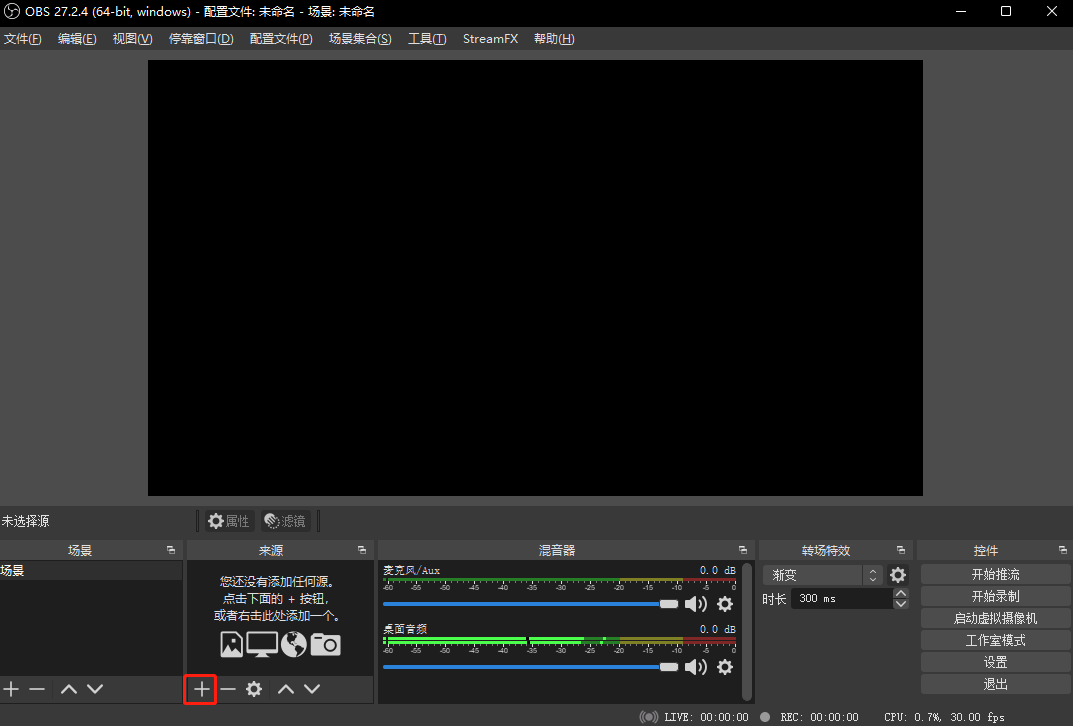 OBS 27.2.4 (64-bit, windows) - 配置文件: 未命名 - 场景: 未命名
文件(F) 编辑(E) 视图(V) 停靠窗口(D) 配置文件(P) 场景集合(S) 工具(T) StreamFX 帮助(H)
未选择源 属性 滤镜
场景 来源 混音器 转场特效 控件
场景
您还没有添加任何源。
点击下面的 + 按钮，
或者右击此处添加一个。
麦克风/Aux 0.0 dB
-60 -55 -50 -45 -40 -35 -30 -25 -20 -15 -10 -5 0
桌面音频 0.0 dB
-60 -55 -50 -45 -40 -35 -30 -25 -20 -15 -10 -5 0
渐变
时长 300 ms
开始推流
开始录制
启动虚拟摄像机
工作室模式
设置
退出
LIVE: 00:00:00 REC: 00:00:00 CPU: 0.7%, 30.00 fps